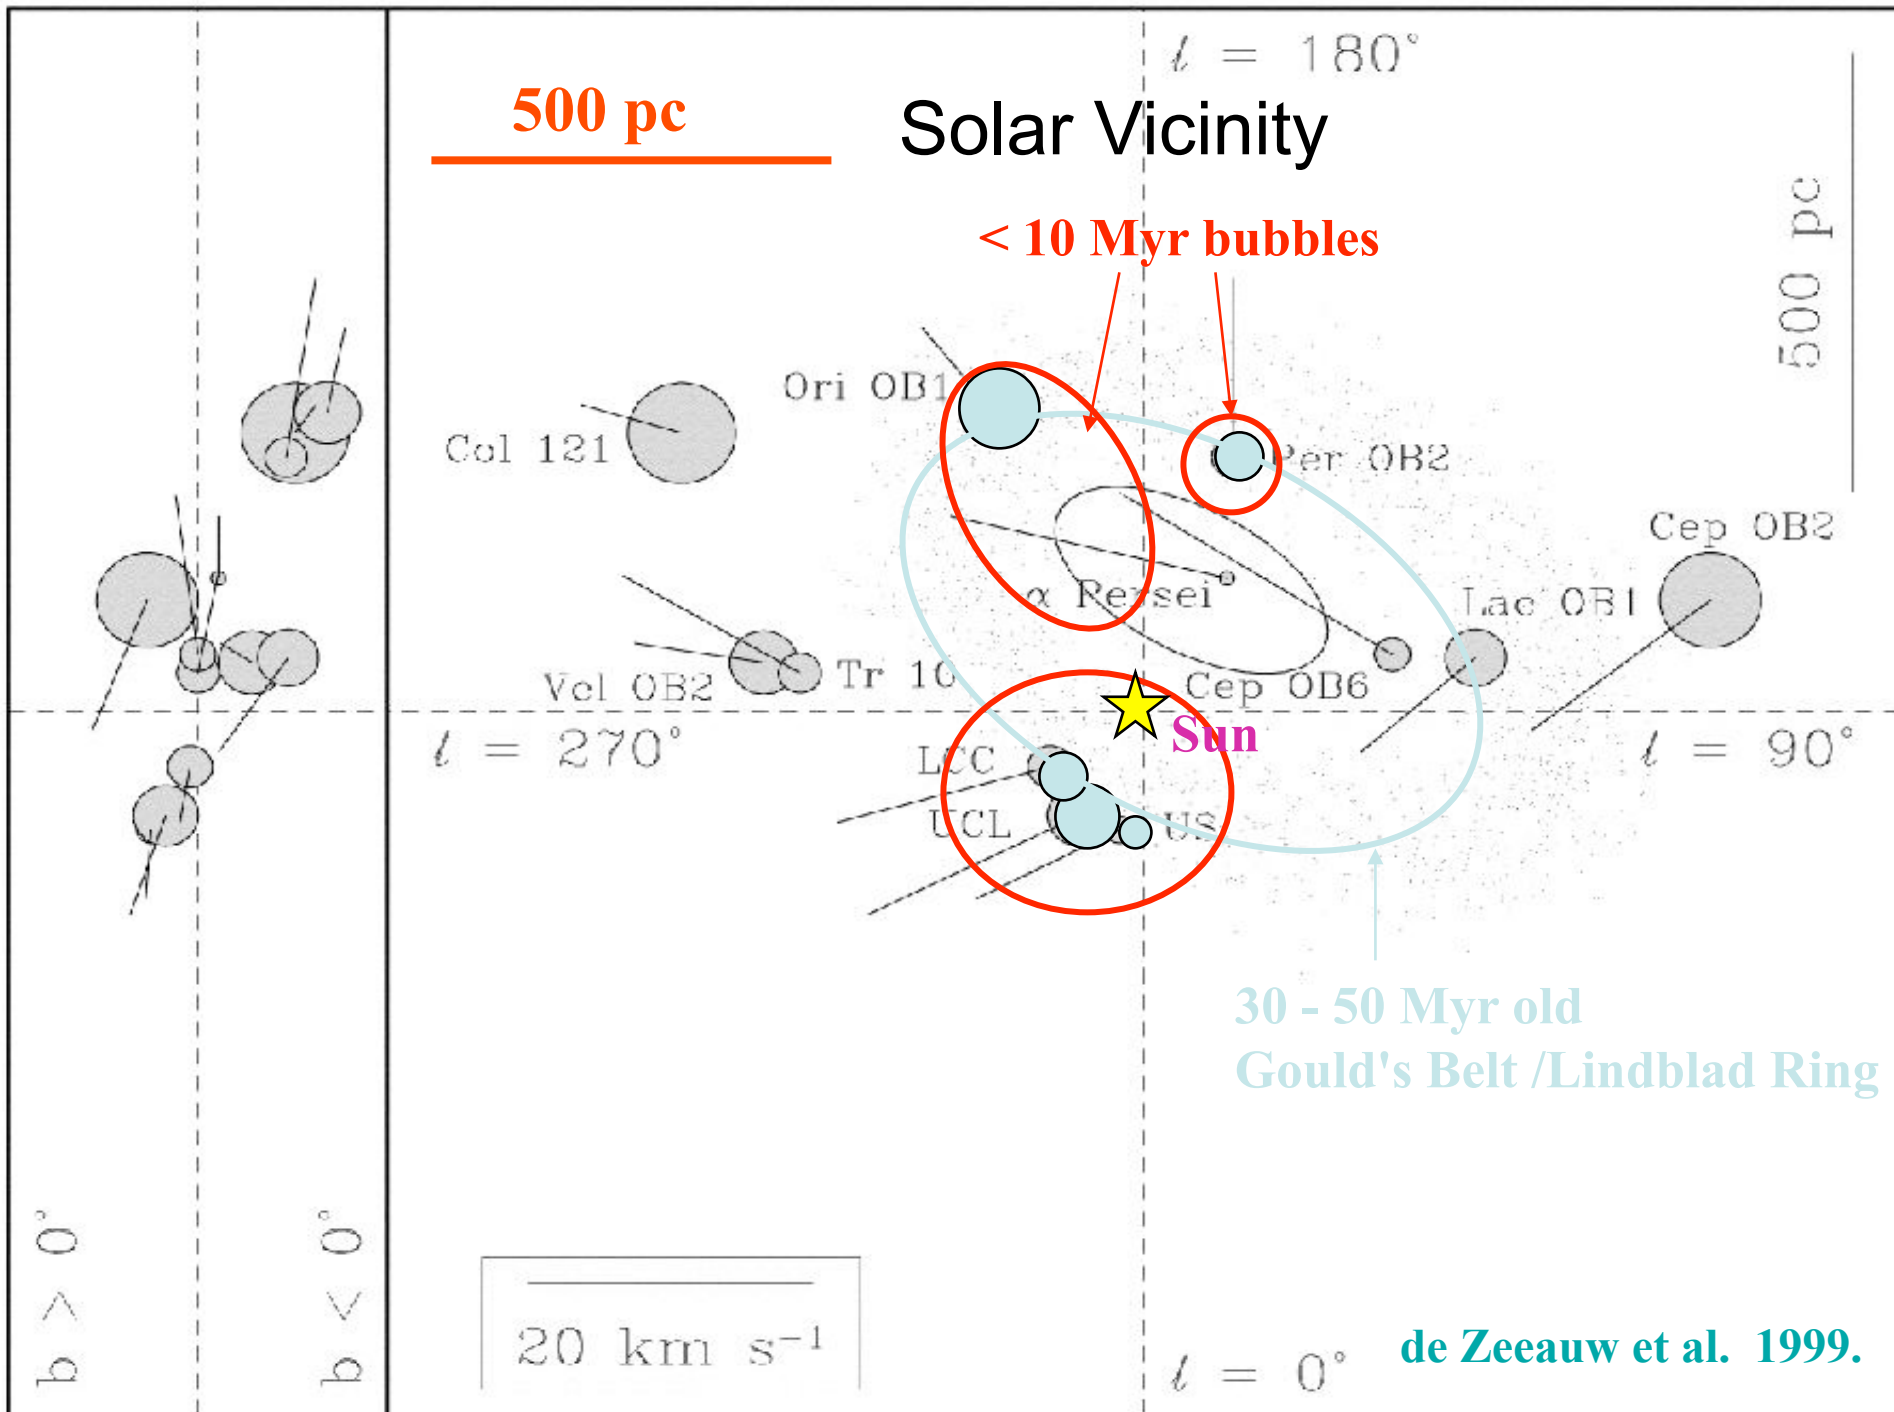 ℓ = 180°
500 pc
Solar Vicinity
500 pc
< 10 Myr bubbles
Ori OB1
Col 121
Per OB2
Cep OB2
α Persei
Lac OB1
Vel OB2
Tr 10
Cep OB6
Sun
ℓ = 270°
ℓ = 90°
LCC
UCL
US
30 - 50 Myr old
Gould's Belt /Lindblad Ring
b > 0°
b < 0°
20 km s⁻¹
ℓ = 0°
de Zeeauw et al. 1999.